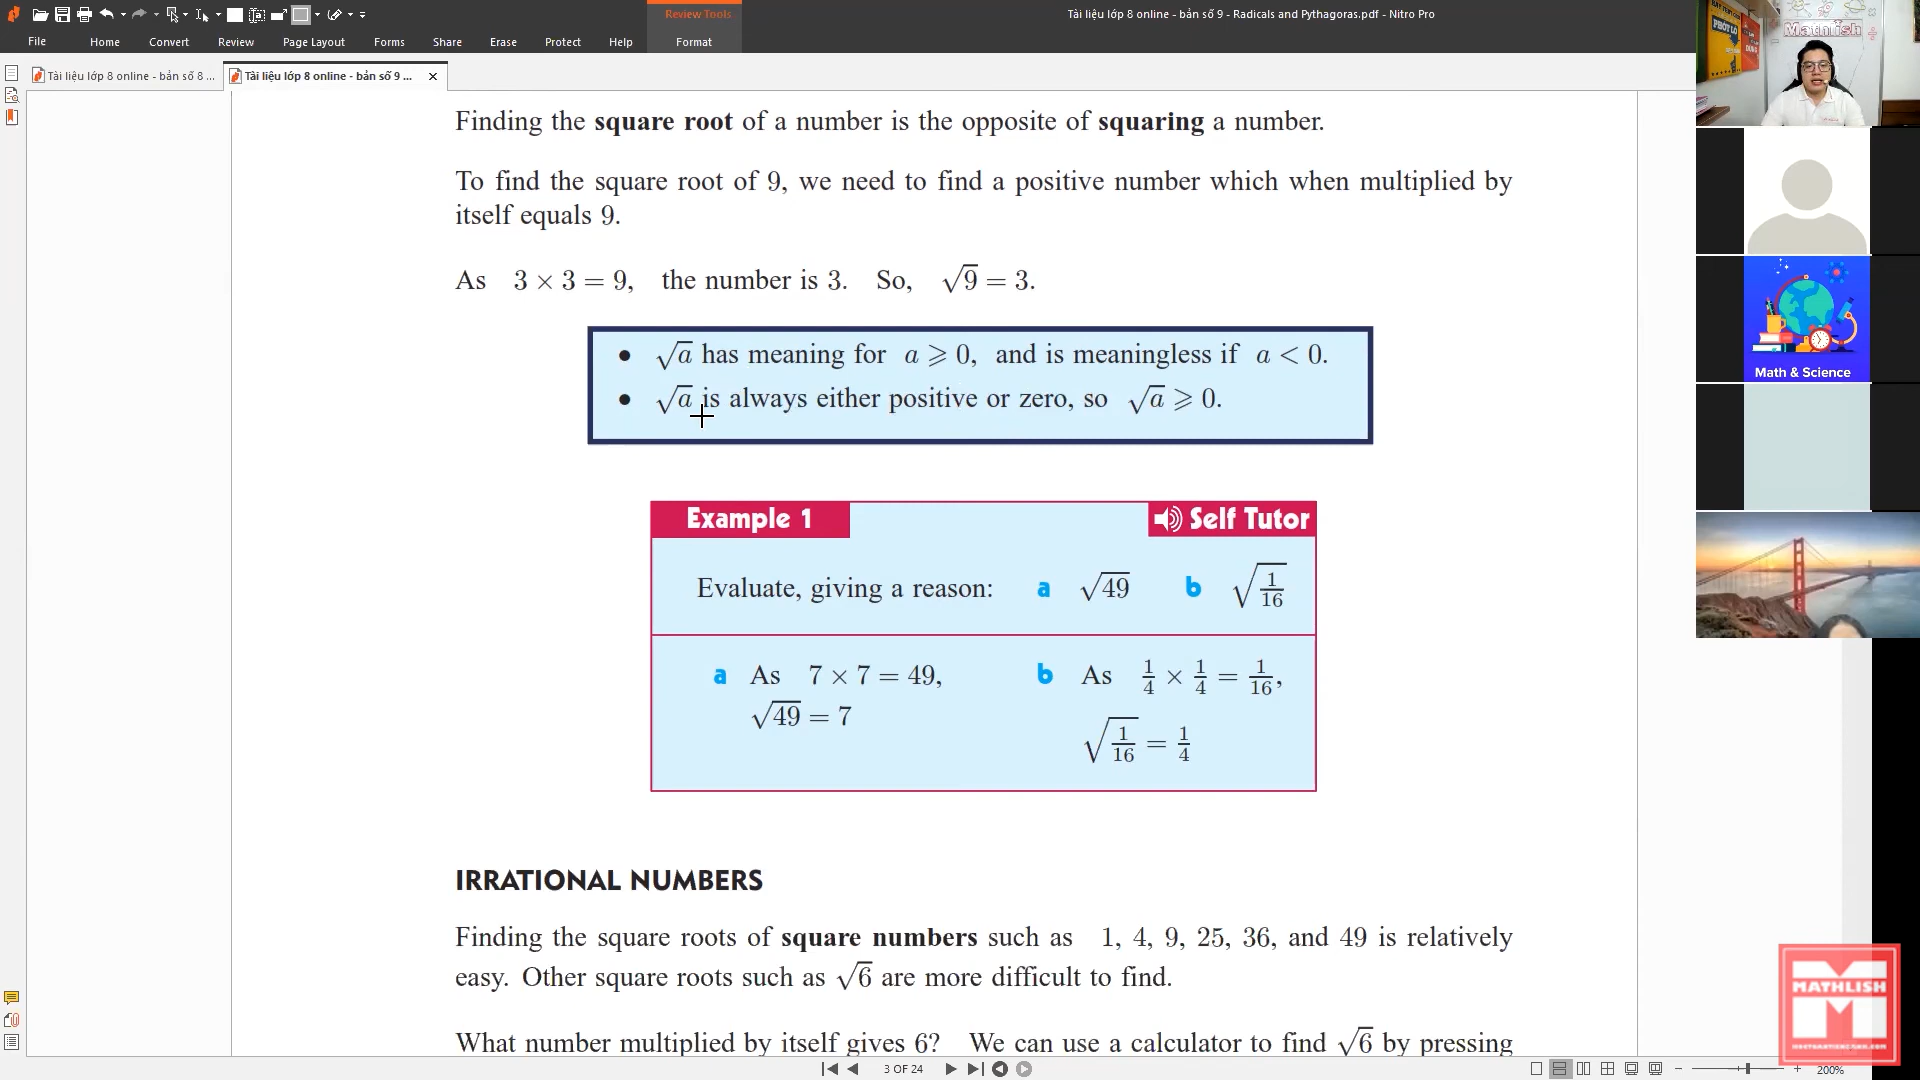 Review Tools
Tài liệu lớp 8 online - bản số 9 - Radicals and Pythagoras.pdf - Nitro Pro
File Home Convert Review Page Layout Forms Share Erase Protect Help Format
Tài liệu lớp 8 online - bản số 8 ... Tài liệu lớp 8 online - bản số 9 ...
Finding the square root of a number is the opposite of squaring a number.
To find the square root of 9, we need to find a positive number which when multiplied by
itself equals 9.
As 3 × 3 = 9, the number is 3. So, √9 = 3.
• √a has meaning for a ⩾ 0, and is meaningless if a < 0.
• √a is always either positive or zero, so √a ⩾ 0.
Example 1 Self Tutor
Evaluate, giving a reason: a √49 b √(1/16)
a As 7 × 7 = 49, b As 1/4 × 1/4 = 1/16,
√49 = 7 √(1/16) = 1/4
IRRATIONAL NUMBERS
Finding the square roots of square numbers such as 1, 4, 9, 25, 36, and 49 is relatively
easy. Other square roots such as √6 are more difficult to find.
What number multiplied by itself gives 6? We can use a calculator to find √6 by pressing
3 OF 24
200%
Mathlish
Math & Science
MATHLISH